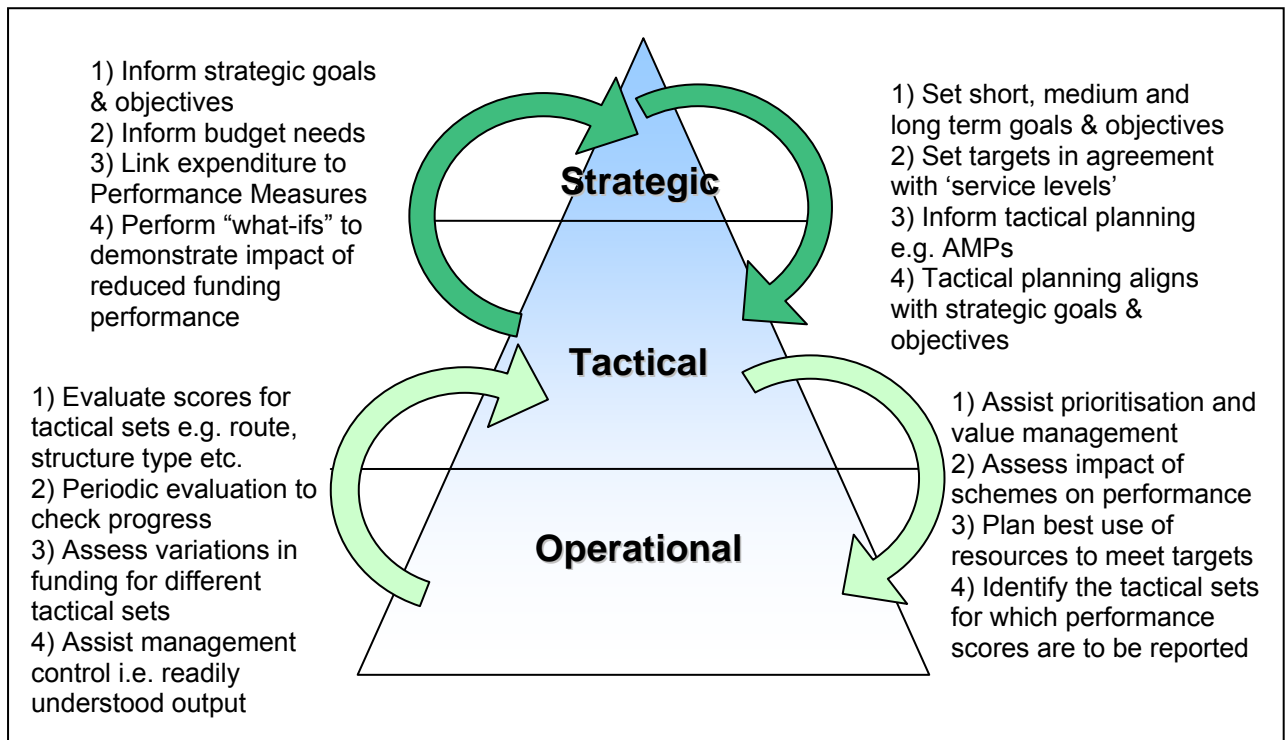 1) Inform strategic goals
& objectives
2) Inform budget needs
3) Link expenditure to
Performance Measures
4) Perform “what-ifs” to
demonstrate impact of
reduced funding
performance
1) Set short, medium and
long term goals & objectives
2) Set targets in agreement
with ‘service levels’
3) Inform tactical planning
e.g. AMPs
4) Tactical planning aligns
with strategic goals &
objectives
Strategic
Tactical
Operational
1) Evaluate scores for
tactical sets e.g. route,
structure type etc.
2) Periodic evaluation to
check progress
3) Assess variations in
funding for different
tactical sets
4) Assist management
control i.e. readily
understood output
1) Assist prioritisation and
value management
2) Assess impact of
schemes on performance
3) Plan best use of
resources to meet targets
4) Identify the tactical sets
for which performance
scores are to be reported